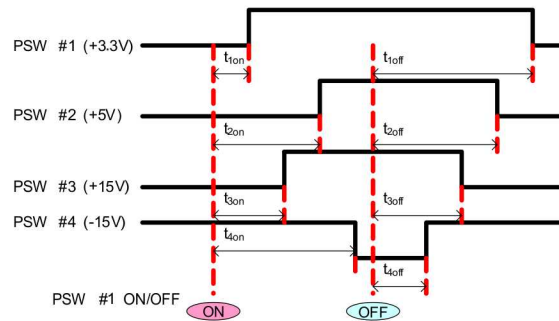 PSW #1 (+3.3V)
t1on
t1off
PSW #2 (+5V)
t2on
t2off
PSW #3 (+15V)
t3on
t3off
PSW #4 (-15V)
t4on
t4off
PSW #1 ON/OFF
ON
OFF